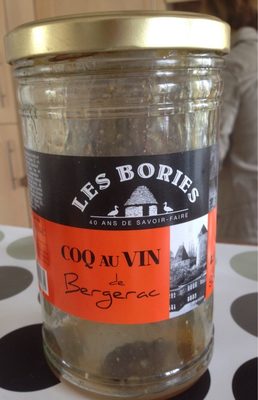 LES BORIES
40 ANS DE SAVOIR-FAIRE
COQ AU VIN
de
Bergerac